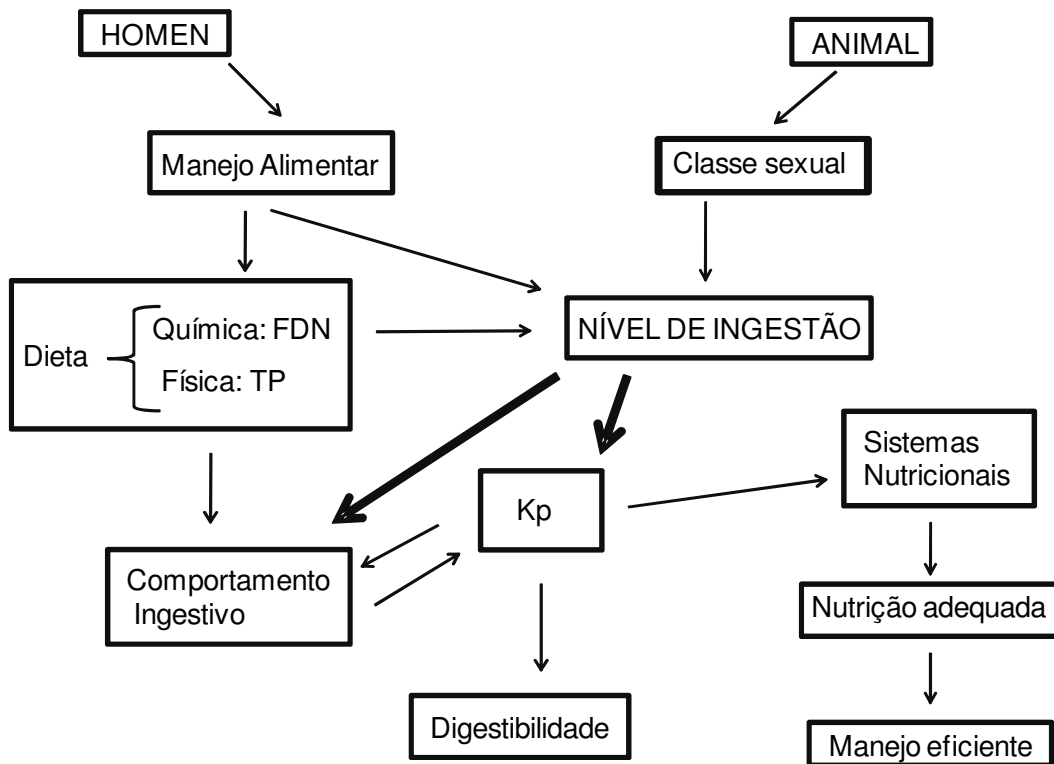 HOMEN
ANIMAL
Manejo Alimentar
Classe sexual
Dieta
Química: FDN
Física: TP
NÍVEL DE INGESTÃO
Sistemas
Nutricionais
Kp
Comportamento
Ingestivo
Nutrição adequada
Digestibilidade
Manejo eficiente